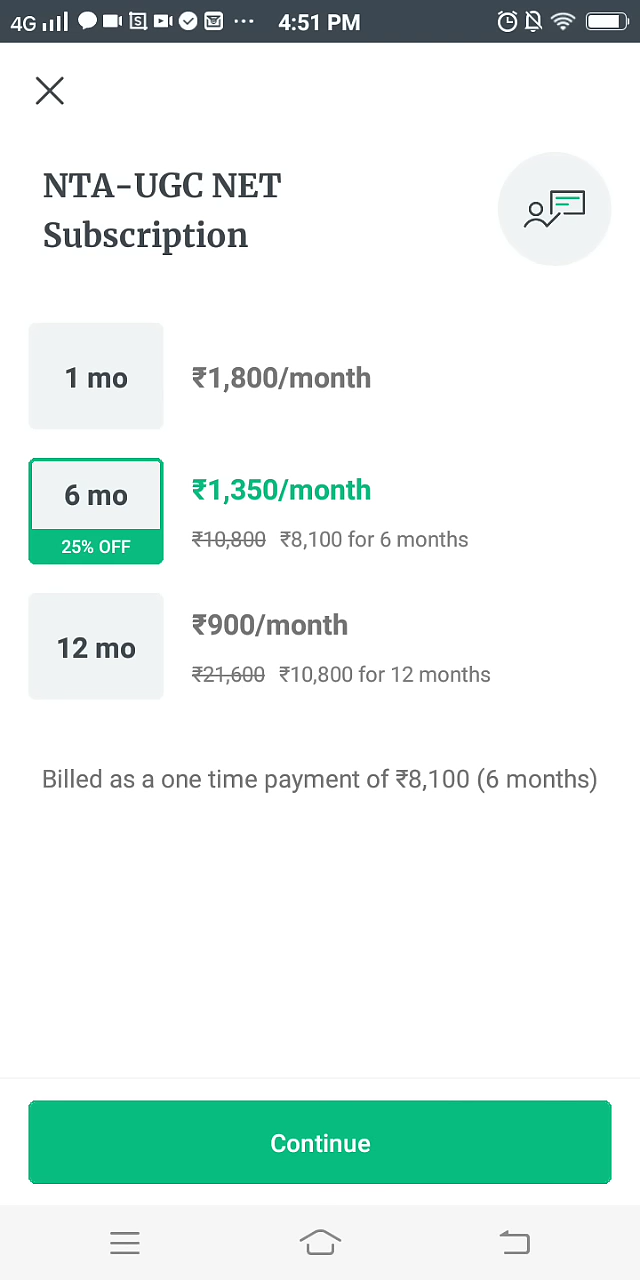 4G 4:51 PM
NTA-UGC NET
Subscription
1 mo ₹1,800/month
6 mo ₹1,350/month
25% OFF ₹10,800 ₹8,100 for 6 months
12 mo ₹900/month
₹21,600 ₹10,800 for 12 months
Billed as a one time payment of ₹8,100 (6 months)
Continue